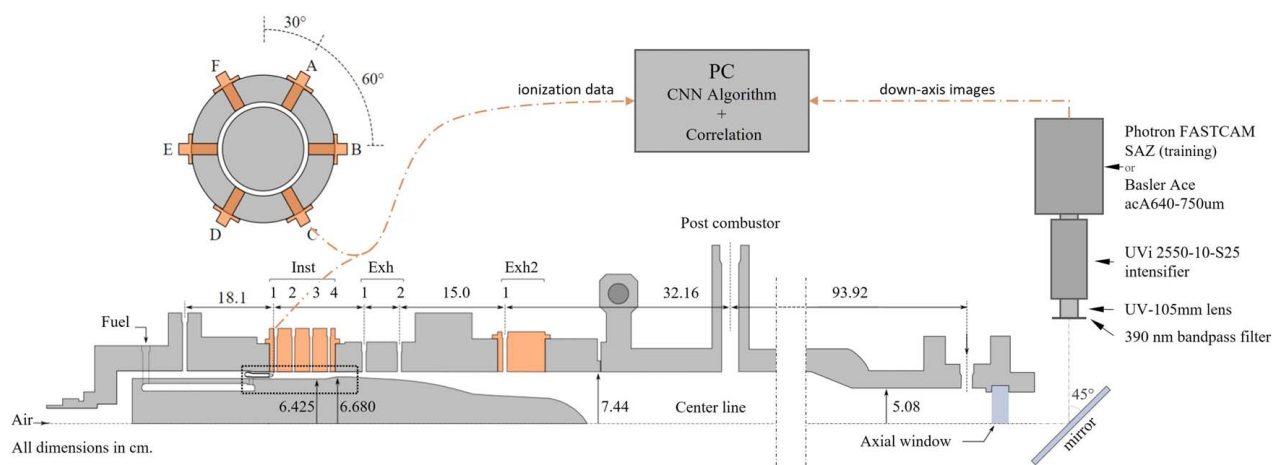 30°
60°
F
A
E
B
D
C
ionization data
PC
CNN Algorithm
+
Correlation
down-axis images
Photron FASTCAM
SAZ (training)
or
Basler Ace
acA640-750um
UVi 2550-10-S25
intensifier
UV-105mm lens
390 nm bandpass filter
Post combustor
Inst
Exh
Exh2
1 2 3 4
1 2
1
18.1
15.0
32.16
93.92
Fuel
6.425
6.680
7.44
Center line
5.08
45°
mirror
Axial window
Air
All dimensions in cm.